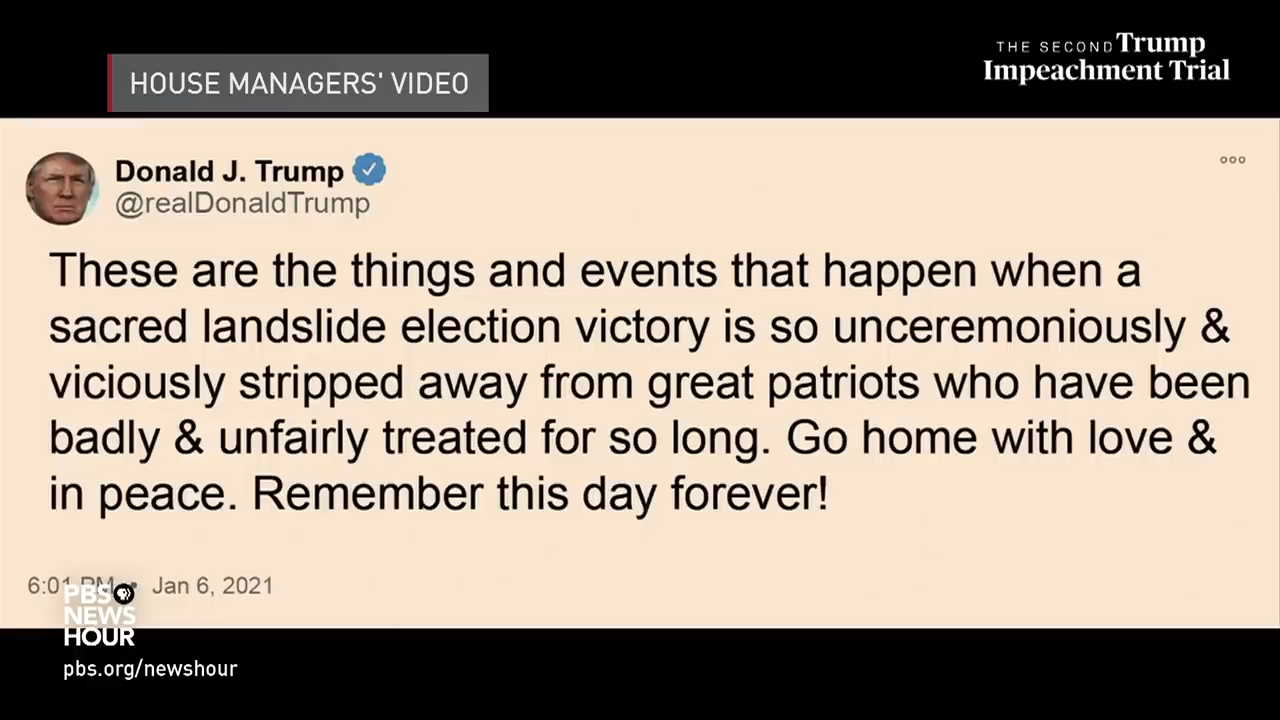 HOUSE MANAGERS' VIDEO
THE SECOND Trump
Impeachment Trial
Donald J. Trump
@realDonaldTrump
These are the things and events that happen when a
sacred landslide election victory is so unceremoniously &
viciously stripped away from great patriots who have been
badly & unfairly treated for so long. Go home with love &
in peace. Remember this day forever!
6:01 PM • Jan 6, 2021
PBS
NEWS
HOUR
pbs.org/newshour